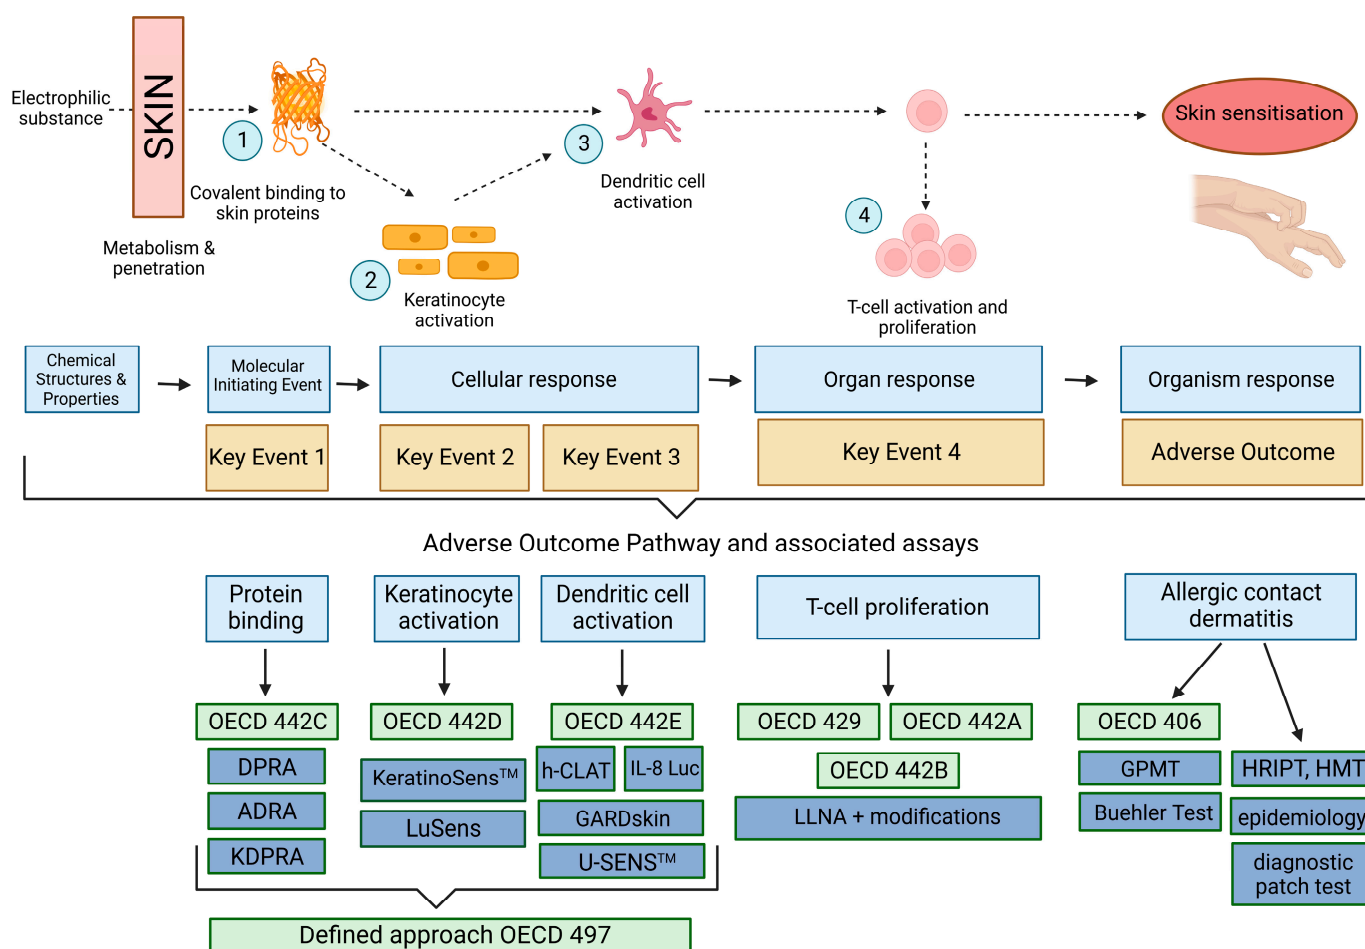 Electrophilic
substance
SKIN
1
Covalent binding to
skin proteins
Metabolism &
penetration
2
Keratinocyte
activation
3
Dendritic cell
activation
4
T-cell activation and
proliferation
Skin sensitisation
Chemical
Structures &
Properties
Molecular
Initiating Event
Cellular response
Organ response
Organism response
Key Event 1
Key Event 2
Key Event 3
Key Event 4
Adverse Outcome
Adverse Outcome Pathway and associated assays
Protein
binding
Keratinocyte
activation
Dendritic cell
activation
T-cell proliferation
Allergic contact
dermatitis
OECD 442C
DPRA
ADRA
KDPRA
OECD 442D
KeratinoSens™
LuSens
OECD 442E
h-CLAT
IL-8 Luc
GARDskin
U-SENS™
OECD 429
OECD 442A
OECD 442B
LLNA + modifications
OECD 406
GPMT
Buehler Test
HRIPT, HMT
epidemiology
diagnostic
patch test
Defined approach OECD 497